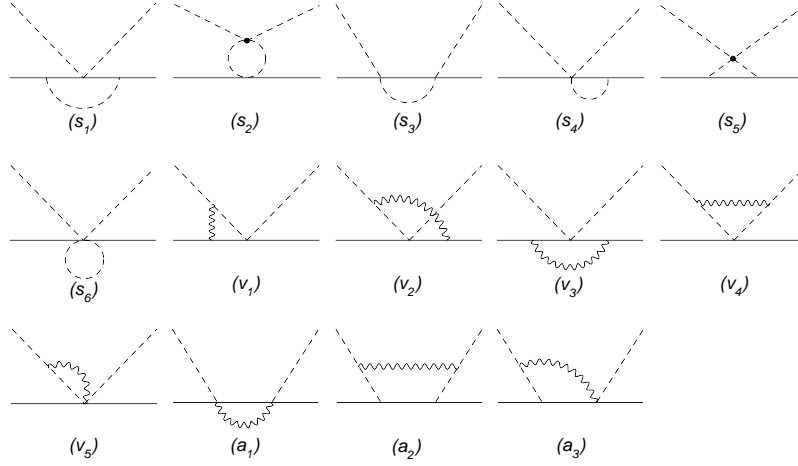 (s1) (s2) (s3) (s4) (s5)
(s6) (v1) (v2) (v3) (v4)
(v5) (a1) (a2) (a3)